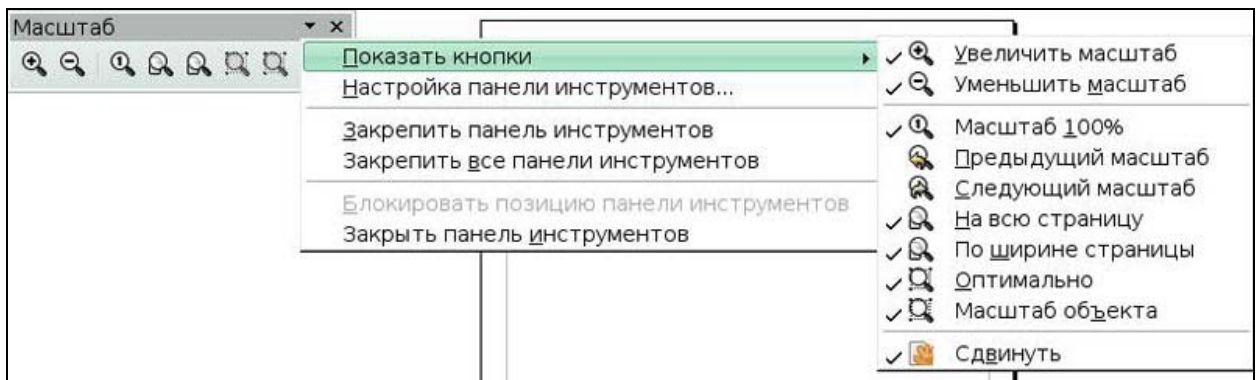 Масштаб
Показать кнопки
Настройка панели инструментов...
Закрепить панель инструментов
Закрепить все панели инструментов
Блокировать позицию панели инструментов
Закрыть панель инструментов
Увеличить масштаб
Уменьшить масштаб
Масштаб 100%
Предыдущий масштаб
Следующий масштаб
На всю страницу
По ширине страницы
Оптимально
Масштаб объекта
Сдвинуть